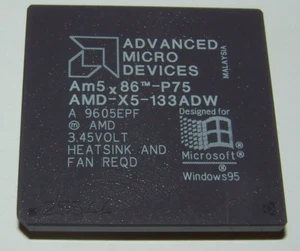 ADVANCED
MICRO
DEVICES
MALAYSIA
Am5x86™-P75
AMD-X5-133ADW
A 9605EPF
Ⓜ AMD
3.45VOLT
HEATSINK AND
FAN REQD
Designed for
Microsoft®
Windows95